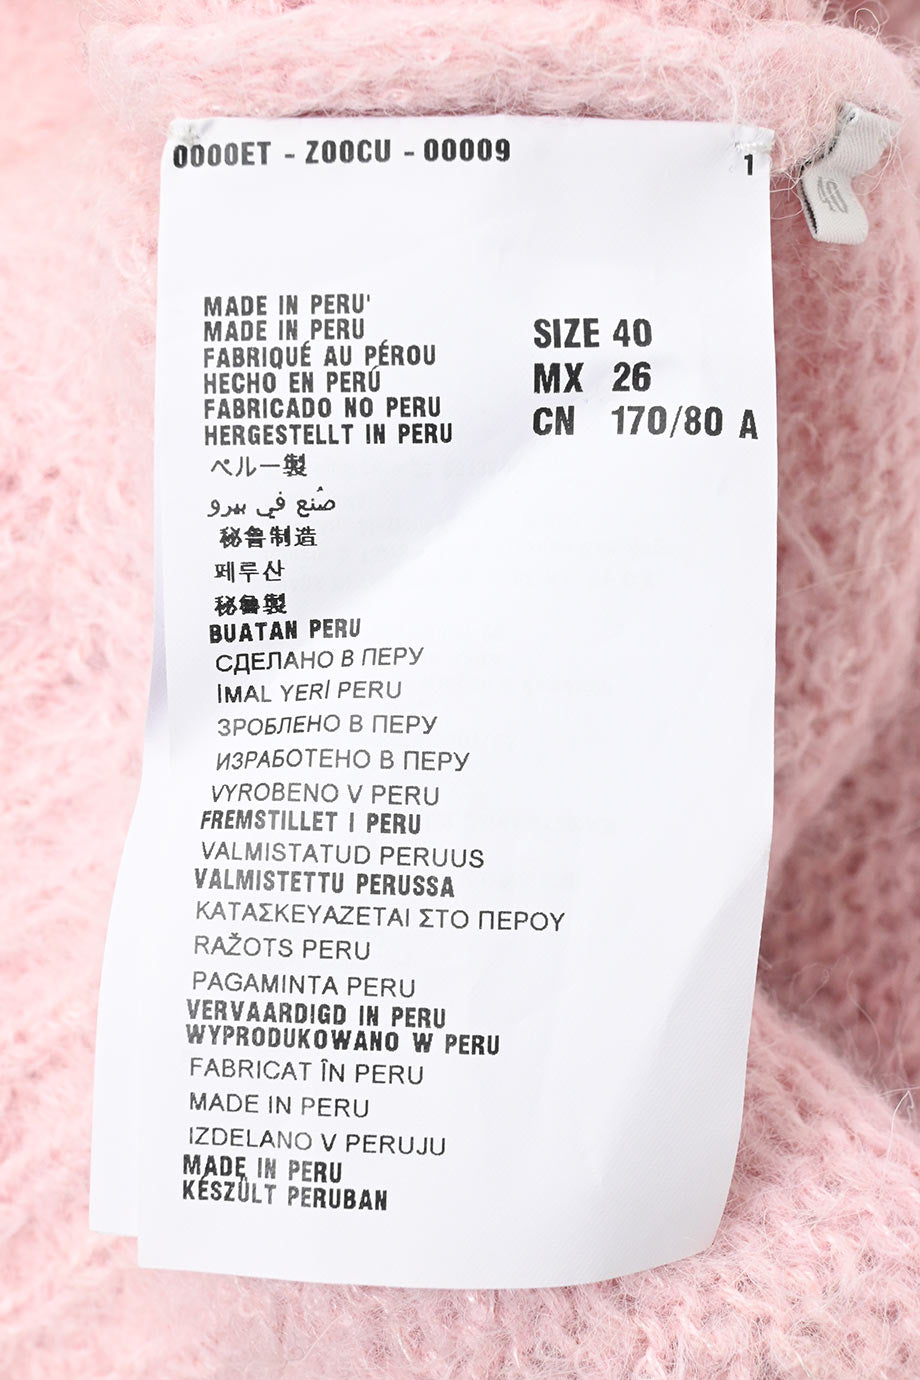 0000ET - Z00CU - 00009
1
MADE IN PERU'
MADE IN PERU
FABRIQUÉ AU PÉROU
HECHO EN PERÚ
FABRICADO NO PERU
HERGESTELLT IN PERU
ペルー製
صُنع في بيرو
秘鲁制造
페루산
秘魯製
BUATAN PERU
СДЕЛАНО В ПЕРУ
İMAL YERİ PERU
ЗРОБЛЕНО В ПЕРУ
ИЗРАБОТЕНО В ПЕРУ
VYROBENO V PERU
FREMSTILLET I PERU
VALMISTATUD PERUUS
VALMISTETTU PERUSSA
ΚΑΤΑΣΚΕΥΑΖΕΤΑΙ ΣΤΟ ΠΕΡΟΥ
RAŽOTS PERU
PAGAMINTA PERU
VERVAARDIGD IN PERU
WYPRODUKOWANO W PERU
FABRICAT ÎN PERU
MADE IN PERU
IZDELANO V PERUJU
MADE IN PERU
KÉSZÜLT PERUBAN
SIZE 40
MX 26
CN 170/80 A